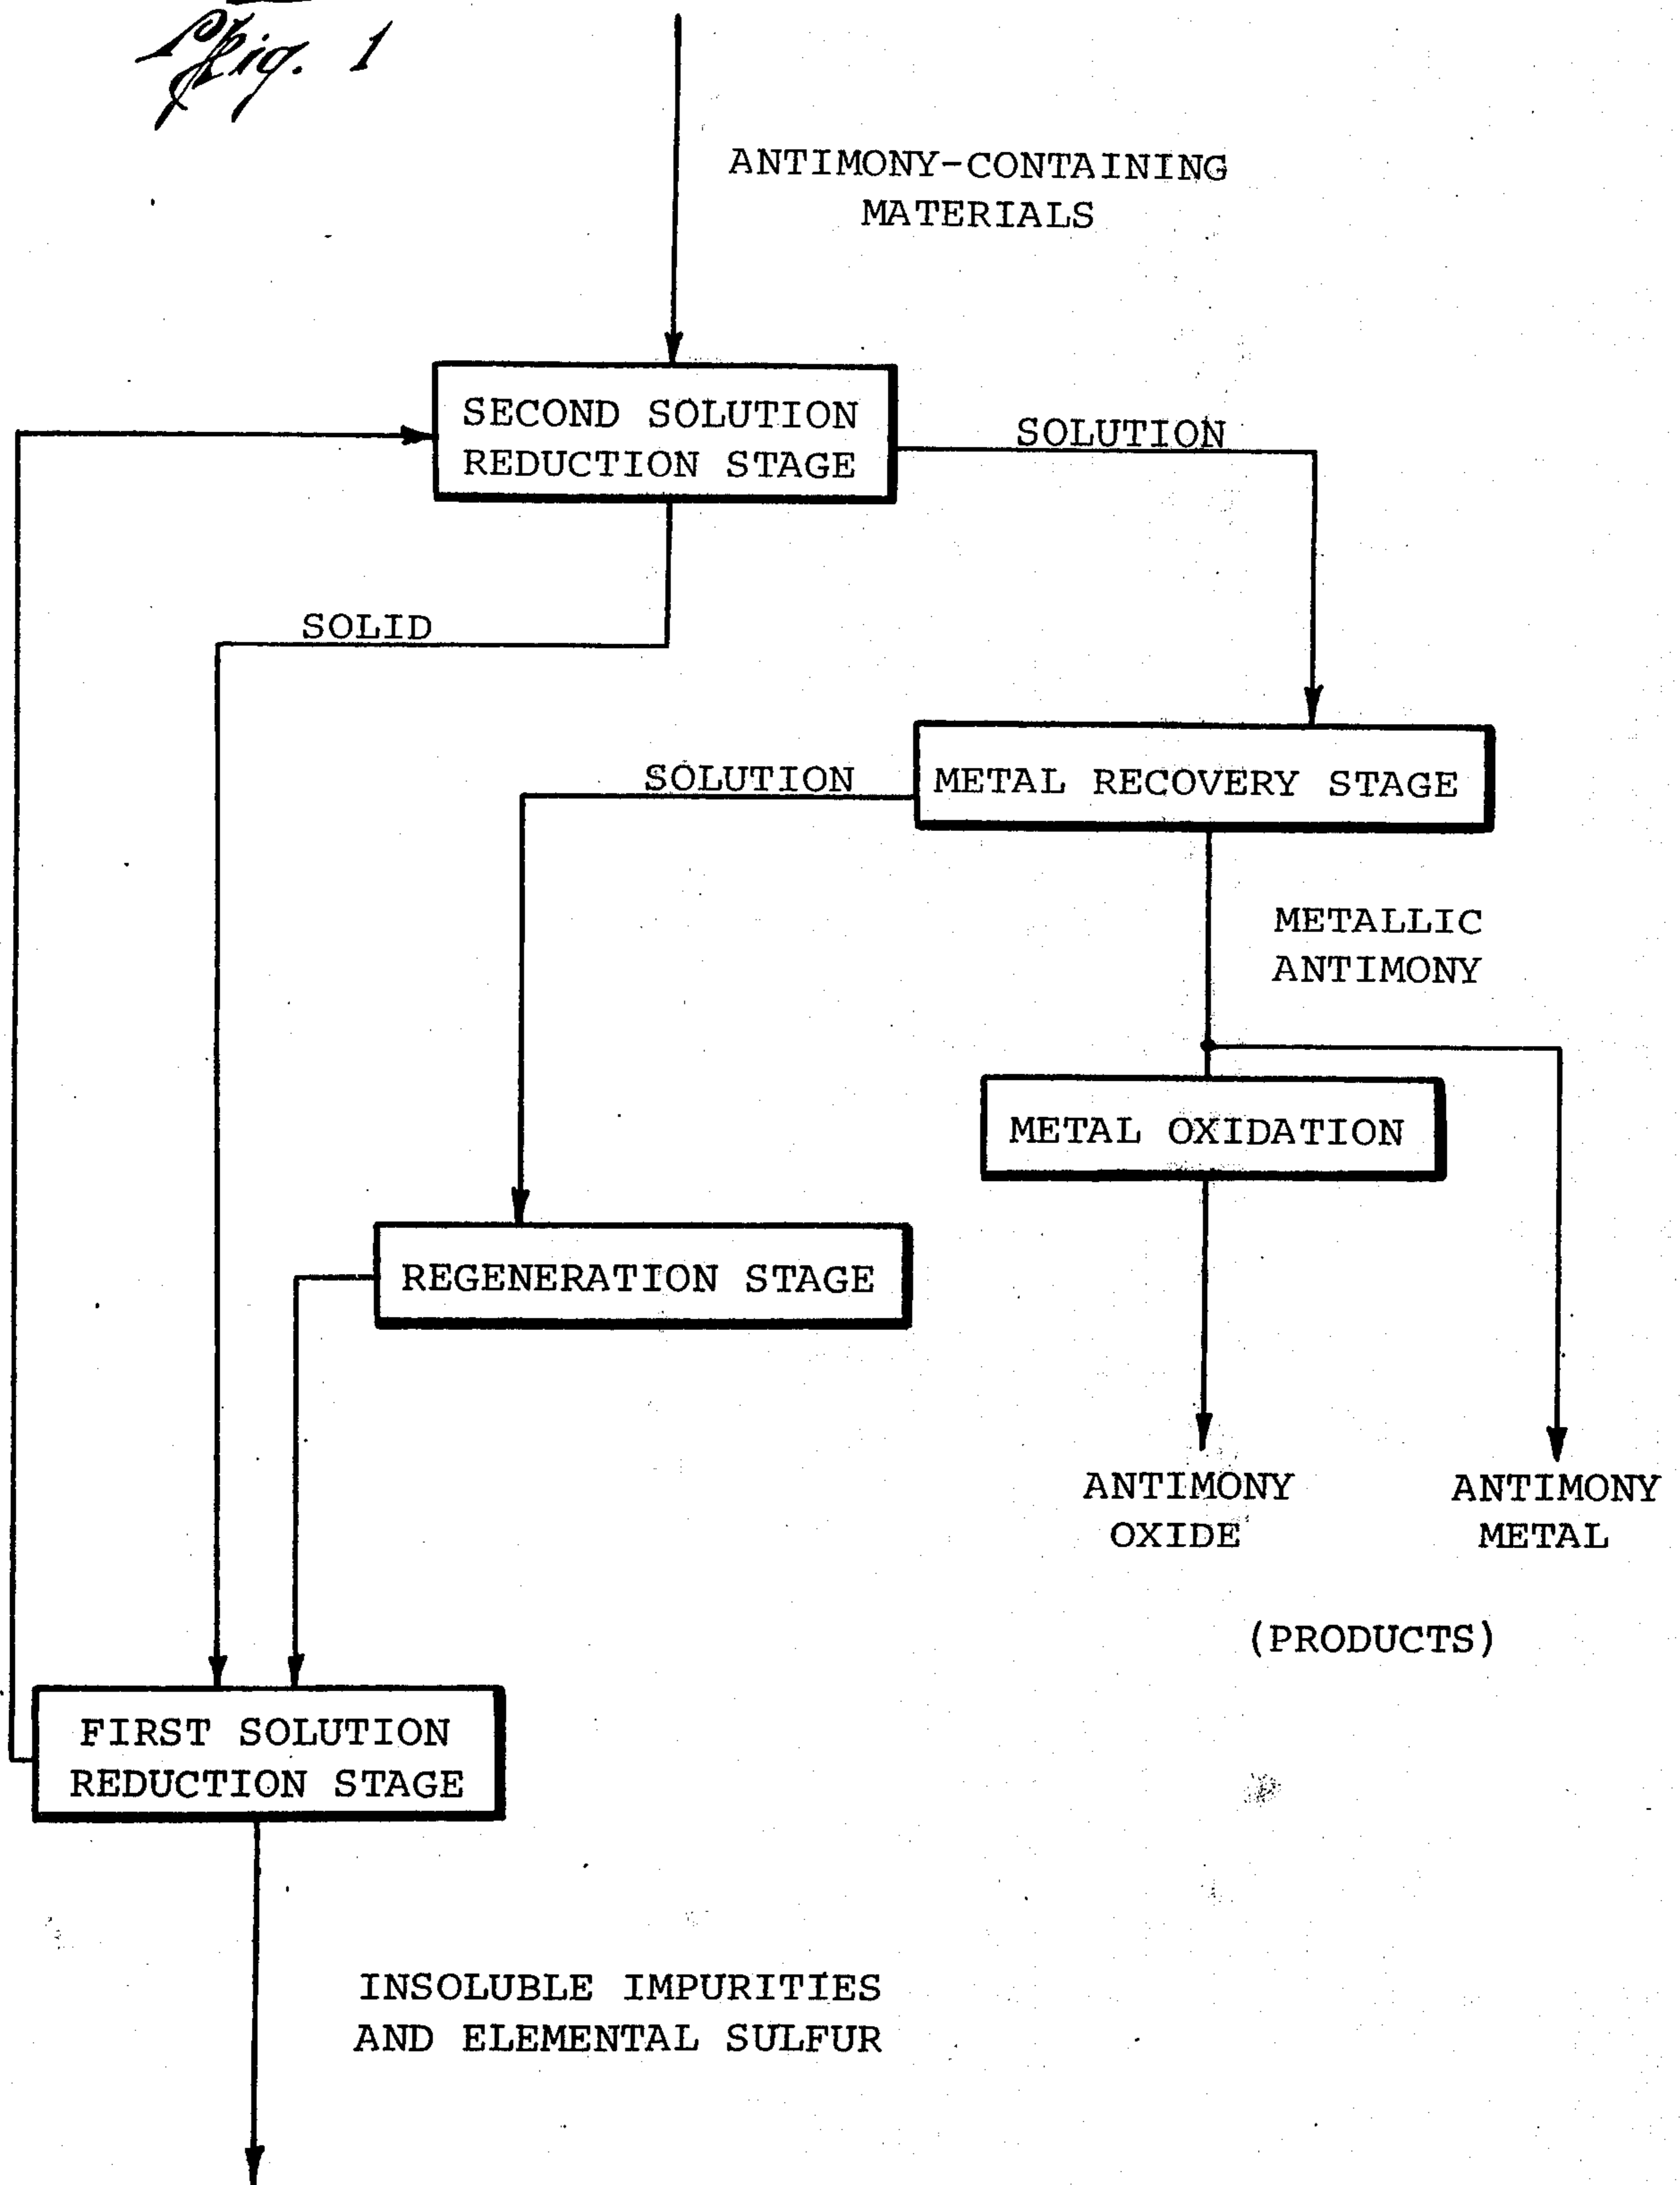 Fig. 1
ANTIMONY-CONTAINING
MATERIALS
SECOND SOLUTION
REDUCTION STAGE
SOLUTION
SOLID
SOLUTION
METAL RECOVERY STAGE
METALLIC
ANTIMONY
METAL OXIDATION
REGENERATION STAGE
ANTIMONY
OXIDE
ANTIMONY
METAL
(PRODUCTS)
FIRST SOLUTION
REDUCTION STAGE
INSOLUBLE IMPURITIES
AND ELEMENTAL SULFUR